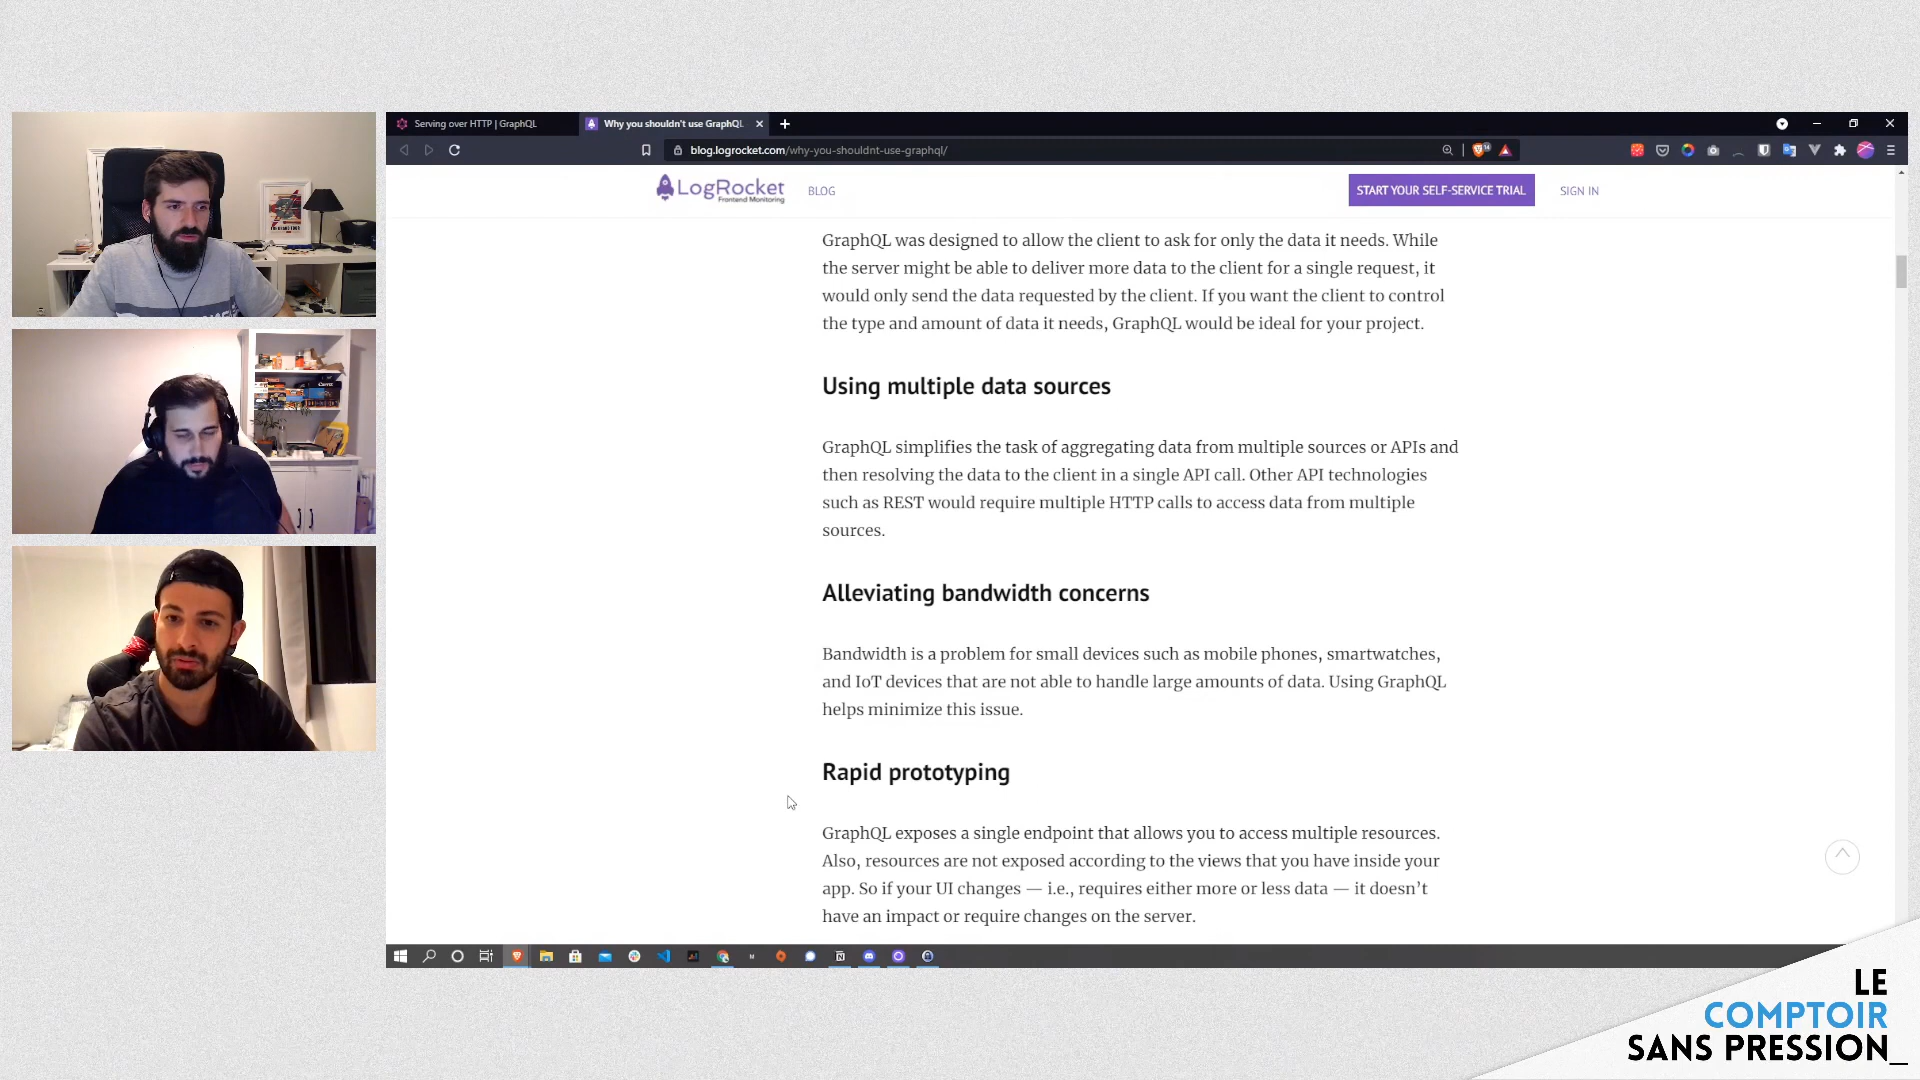 Serving over HTTP | GraphQL
Why you shouldn't use GraphQL
blog.logrocket.com/why-you-shouldnt-use-graphql/
LogRocket
Frontend Monitoring
BLOG
START YOUR SELF-SERVICE TRIAL
SIGN IN
GraphQL was designed to allow the client to ask for only the data it needs. While
the server might be able to deliver more data to the client for a single request, it
would only send the data requested by the client. If you want the client to control
the type and amount of data it needs, GraphQL would be ideal for your project.
Using multiple data sources
GraphQL simplifies the task of aggregating data from multiple sources or APIs and
then resolving the data to the client in a single API call. Other API technologies
such as REST would require multiple HTTP calls to access data from multiple
sources.
Alleviating bandwidth concerns
Bandwidth is a problem for small devices such as mobile phones, smartwatches,
and IoT devices that are not able to handle large amounts of data. Using GraphQL
helps minimize this issue.
Rapid prototyping
GraphQL exposes a single endpoint that allows you to access multiple resources.
Also, resources are not exposed according to the views that you have inside your
app. So if your UI changes — i.e., requires either more or less data — it doesn't
have an impact or require changes on the server.
LE
COMPTOIR
SANS PRESSION_